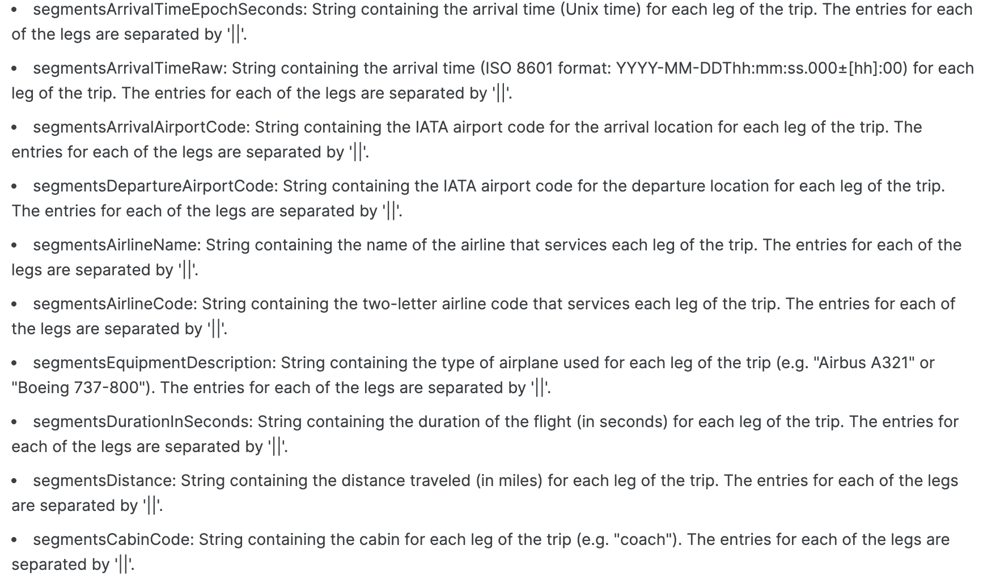 • segmentsArrivalTimeEpochSeconds: String containing the arrival time (Unix time) for each leg of the trip. The entries for each
of the legs are separated by '||'.
• segmentsArrivalTimeRaw: String containing the arrival time (ISO 8601 format: YYYY-MM-DDThh:mm:ss.000±[hh]:00) for each
leg of the trip. The entries for each of the legs are separated by '||'.
• segmentsArrivalAirportCode: String containing the IATA airport code for the arrival location for each leg of the trip. The
entries for each of the legs are separated by '||'.
• segmentsDepartureAirportCode: String containing the IATA airport code for the departure location for each leg of the trip.
The entries for each of the legs are separated by '||'.
• segmentsAirlineName: String containing the name of the airline that services each leg of the trip. The entries for each of the
legs are separated by '||'.
• segmentsAirlineCode: String containing the two-letter airline code that services each leg of the trip. The entries for each of
the legs are separated by '||'.
• segmentsEquipmentDescription: String containing the type of airplane used for each leg of the trip (e.g. "Airbus A321" or
"Boeing 737-800"). The entries for each of the legs are separated by '||'.
• segmentsDurationInSeconds: String containing the duration of the flight (in seconds) for each leg of the trip. The entries for
each of the legs are separated by '||'.
• segmentsDistance: String containing the distance traveled (in miles) for each leg of the trip. The entries for each of the legs
are separated by '||'.
• segmentsCabinCode: String containing the cabin for each leg of the trip (e.g. "coach"). The entries for each of the legs are
separated by '||'.